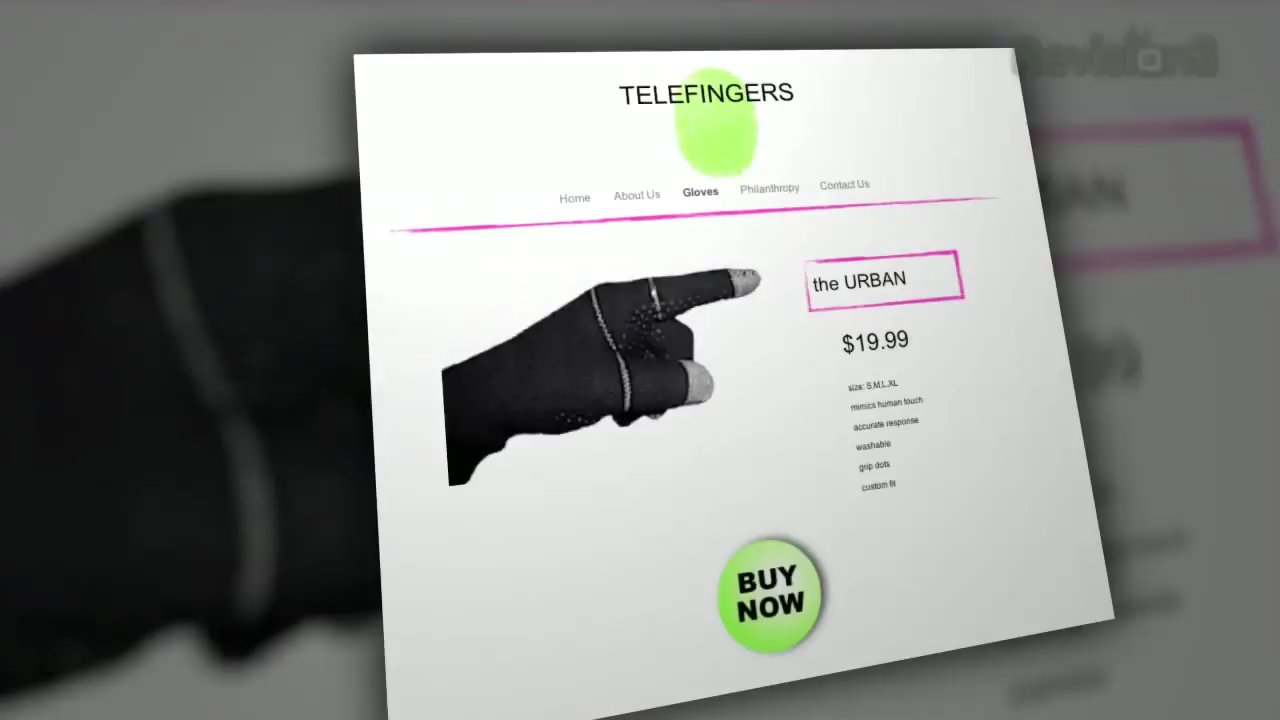 TELEFINGERS
Home About Us Gloves Philanthropy Contact Us
the URBAN
$19.99
size: S,M,L,XL
mimics human touch
accurate response
washable
grip dots
custom fit
BUY
NOW